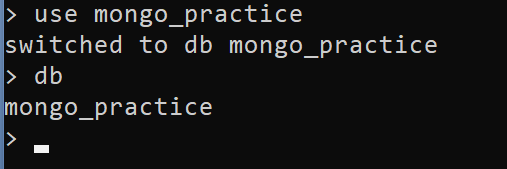 > use mongo_practice
switched to db mongo_practice
> db
mongo_practice
>